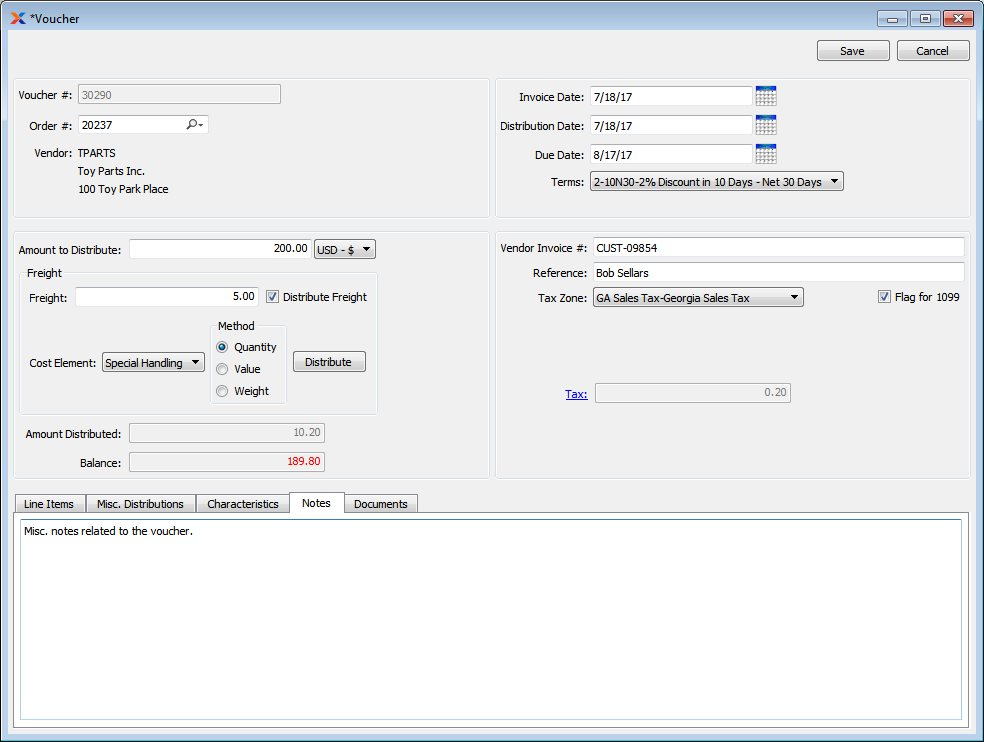 *Voucher
Save Cancel
Voucher #: 30290
Order #: 20237
Vendor: TPARTS
Toy Parts Inc.
100 Toy Park Place
Invoice Date: 7/18/17
Distribution Date: 7/18/17
Due Date: 8/17/17
Terms: 2-10N30-2% Discount in 10 Days - Net 30 Days
Amount to Distribute: 200.00 USD - $
Freight
Freight: 5.00 Distribute Freight
Cost Element: Special Handling
Method
Quantity
Value
Weight
Distribute
Amount Distributed: 10.20
Balance: 189.80
Vendor Invoice #: CUST-09854
Reference: Bob Sellars
Tax Zone: GA Sales Tax-Georgia Sales Tax Flag for 1099
Tax: 0.20
Line Items Misc. Distributions Characteristics Notes Documents
Misc. notes related to the voucher.